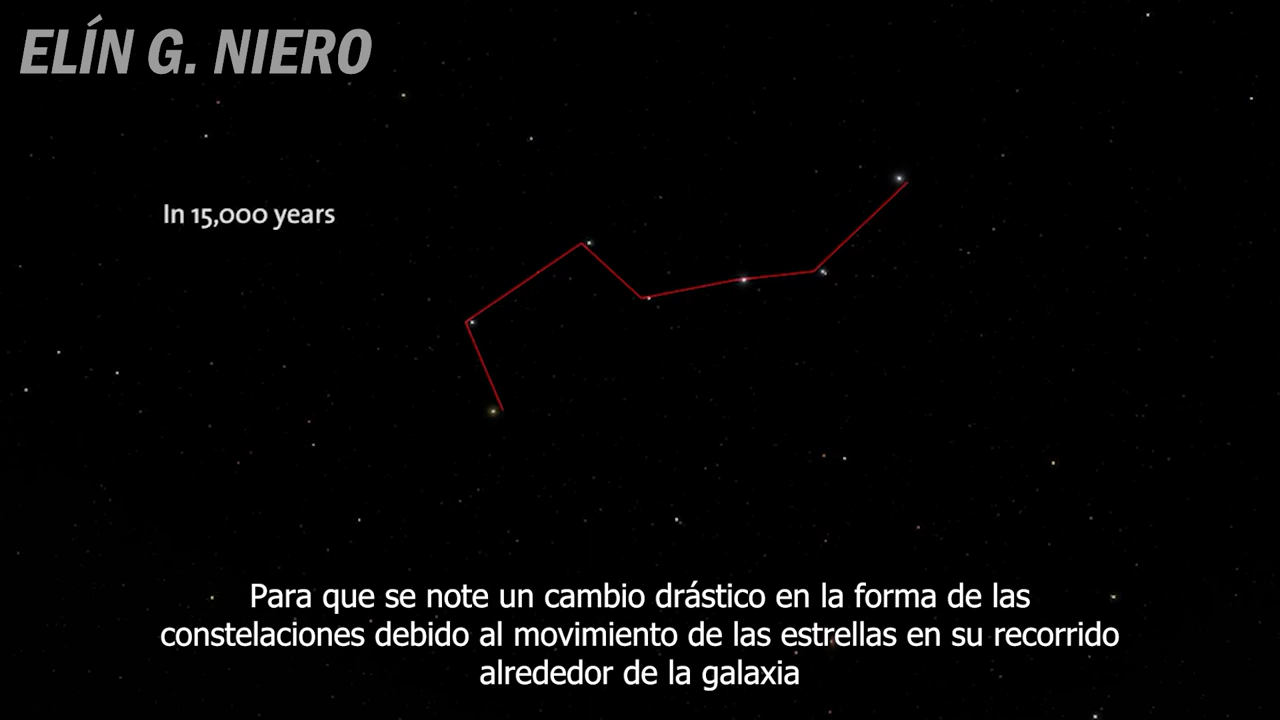 ELÍN G. NIERO
In 15,000 years
Para que se note un cambio drástico en la forma de las
constelaciones debido al movimiento de las estrellas en su recorrido
alrededor de la galaxia